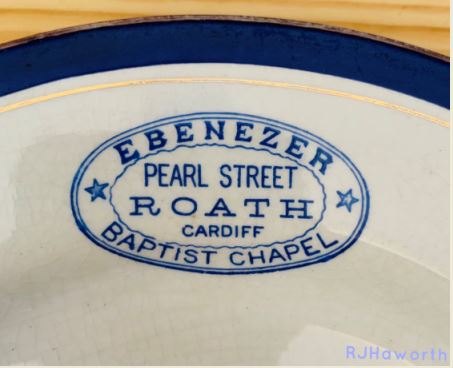 EBENEZER
PEARL STREET
ROATH
CARDIFF
BAPTIST CHAPEL
RJHaworth